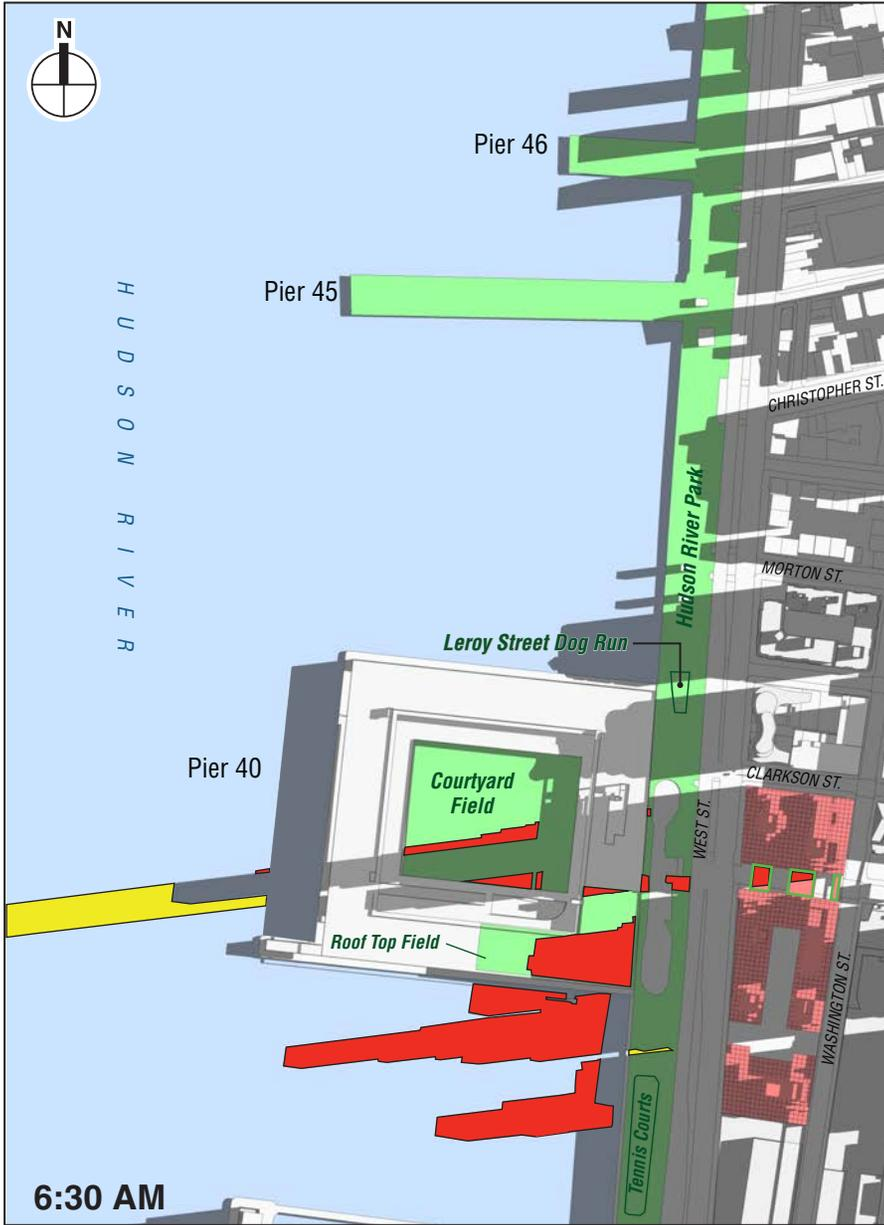 N
Pier 46
Pier 45
HUDSON RIVER
CHRISTOPHER ST.
Hudson River Park
MORTON ST.
Leroy Street Dog Run
Pier 40
CLARKSON ST.
Courtyard
Field
WEST ST.
Roof Top Field
WASHINGTON ST.
Tennis Courts
6:30 AM